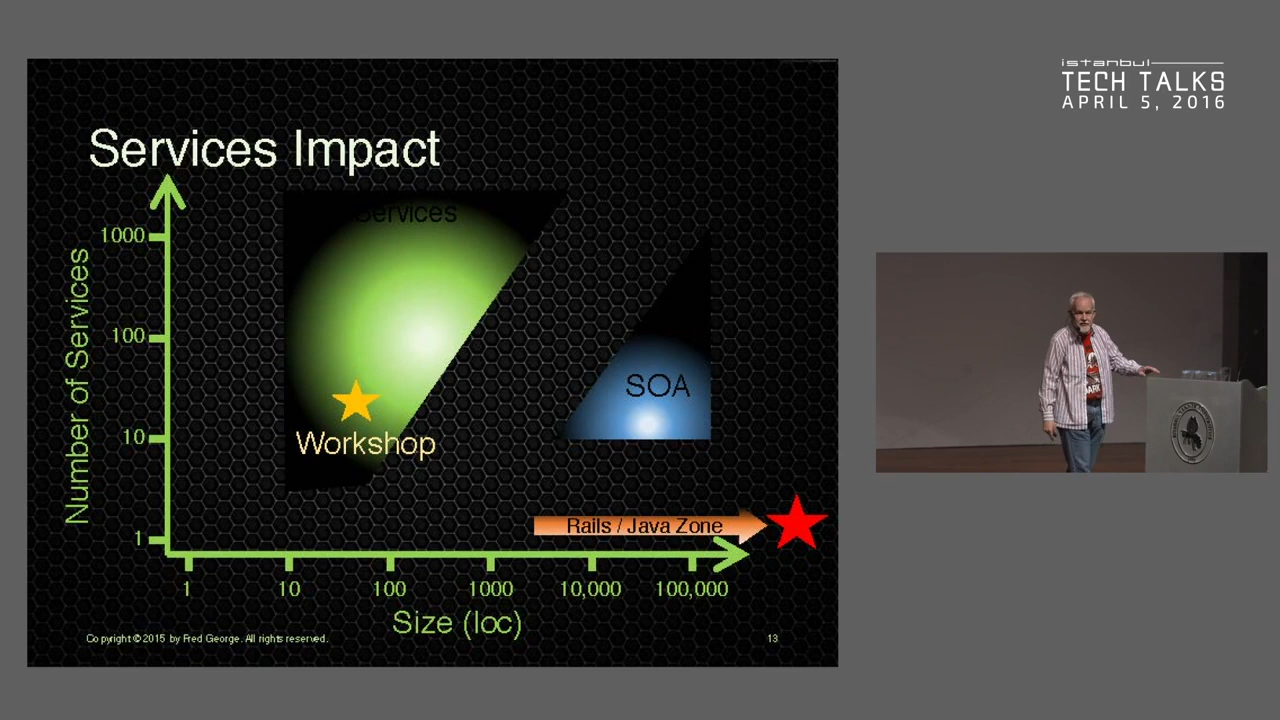 istanbul
TECH TALKS
APRIL 5, 2016
Services Impact
Services
1000
100
10
1
Number of Services
Workshop
SOA
Rails / Java Zone
1 10 100 1000 10,000 100,000
Size (loc)
Copyright © 2015 by Fred George. All rights reserved.
13